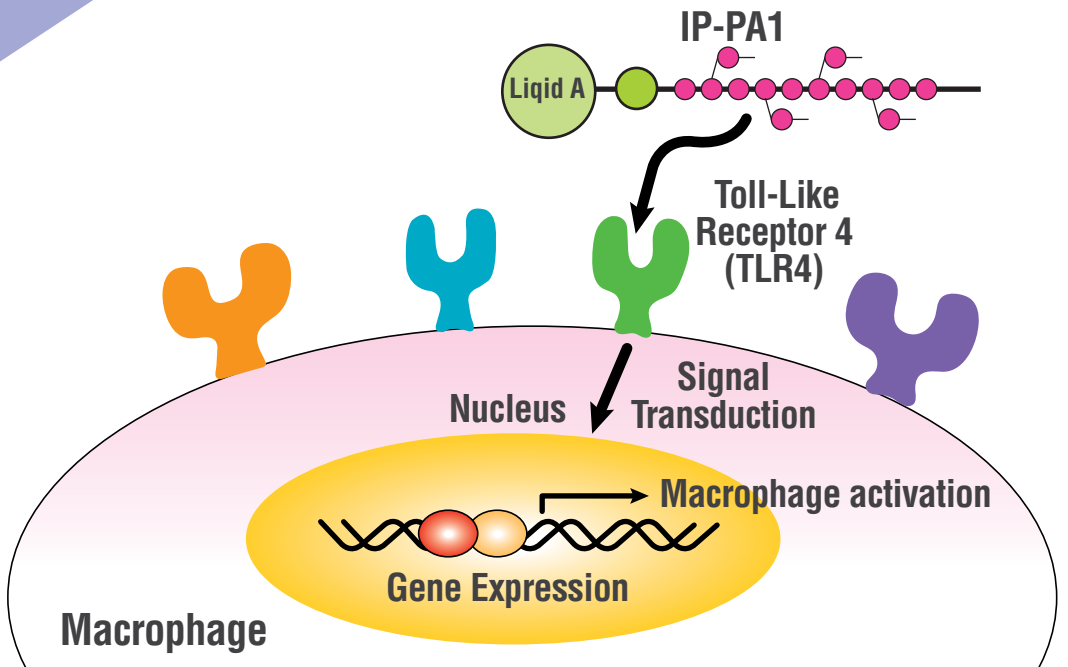 IP-PA1
Liqid A
Toll-Like
Receptor 4
(TLR4)
Signal
Transduction
Nucleus
Macrophage activation
Gene Expression
Macrophage